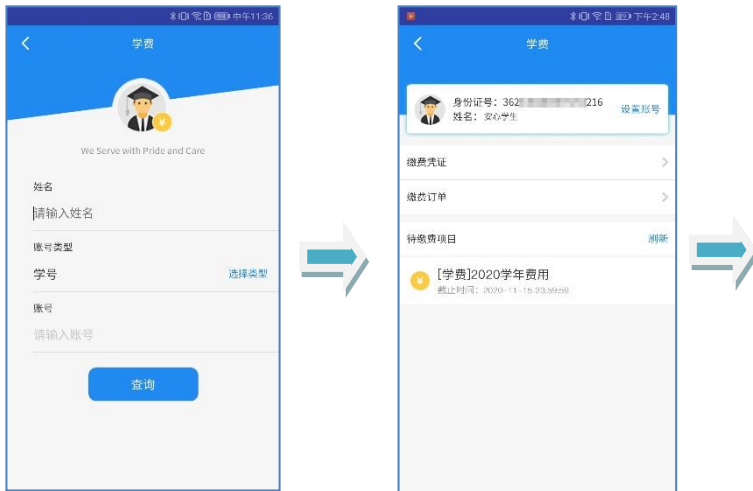 中午11:36
学费
We Serve with Pride and Care
姓名
请输入姓名
账号类型
学号 选择类型
账号
请输入账号
查询
下午2:48
学费
身份证号：362 216
设置账号
姓名：安心学生
缴费凭证
缴费订单
待缴费项目 刷新
[学费]2020学年费用
截止时间：2020-11-15 23:59:59